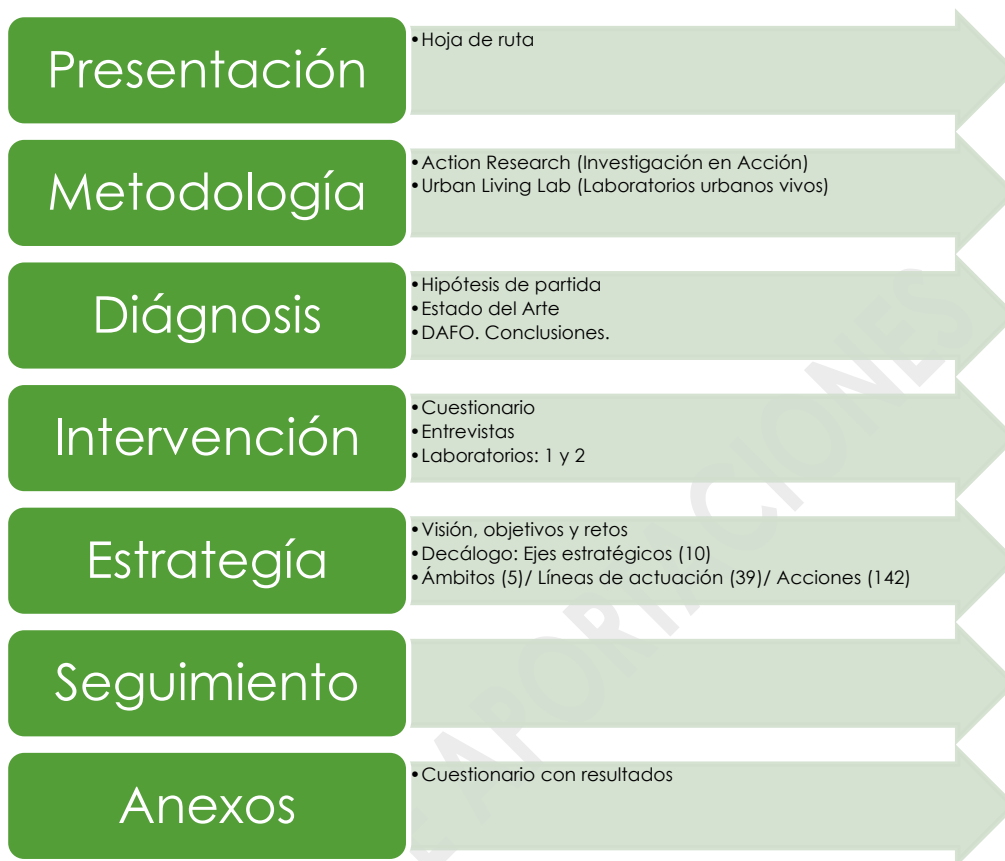 Presentación
•Hoja de ruta
Metodología
•Action Research (Investigación en Acción)
•Urban Living Lab (Laboratorios urbanos vivos)
Diágnosis
•Hipótesis de partida
•Estado del Arte
•DAFO. Conclusiones.
Intervención
•Cuestionario
•Entrevistas
•Laboratorios: 1 y 2
Estrategía
•Visión, objetivos y retos
•Decálogo: Ejes estratégicos (10)
•Ámbitos (5)/ Líneas de actuación (39)/ Acciones (142)
Seguimiento
Anexos
•Cuestionario con resultados
APORTACIONES